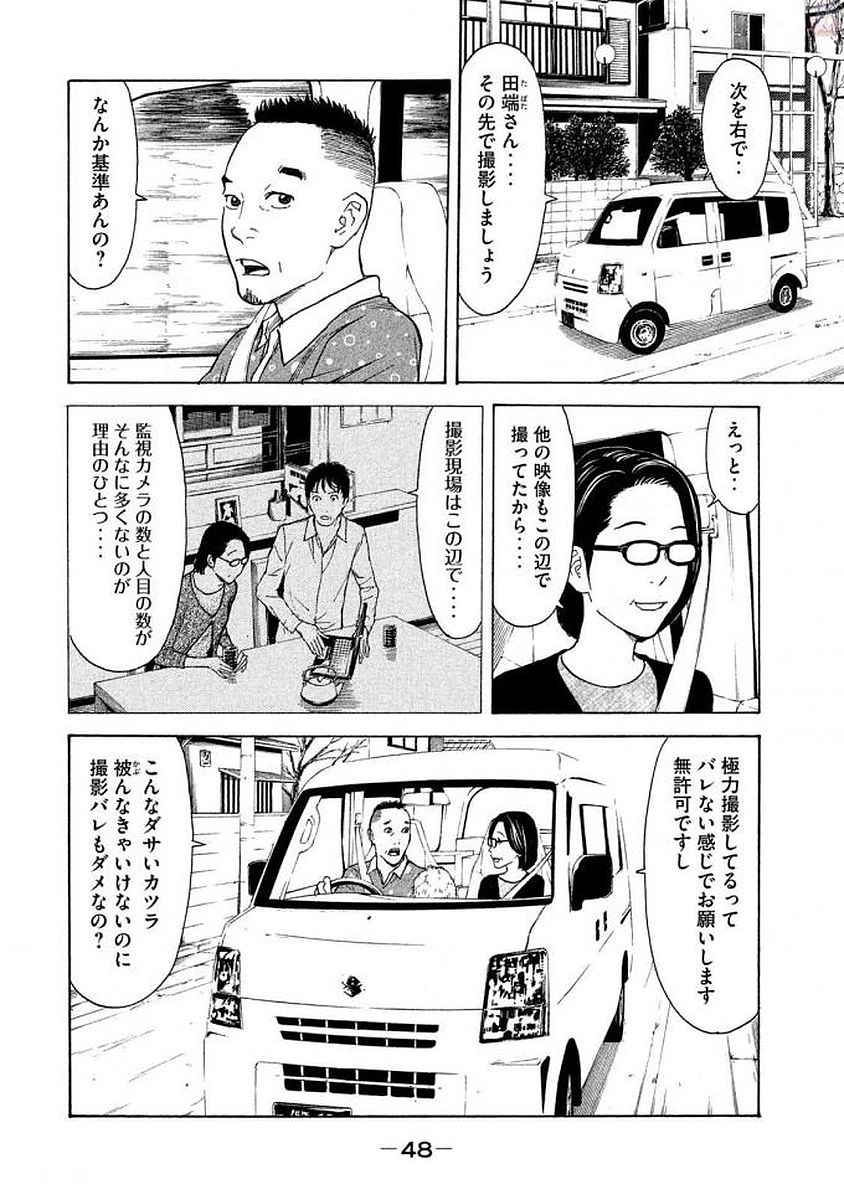 次を右で‥
田端さん‥‥
たばた
その先で撮影しましょう
なんか基準あんの？
えっと‥
他の映像もこの辺で
撮ってたから‥‥
撮影現場はこの辺で‥‥
監視カメラの数と人目の数が
そんなに多くないのが
理由のひとつ‥‥
極力撮影してるって
バレない感じでお願いします
無許可ですし
こんなダサいカツラ
被んなきゃいけないのに
かぶ
撮影バレもダメなの？
－48－